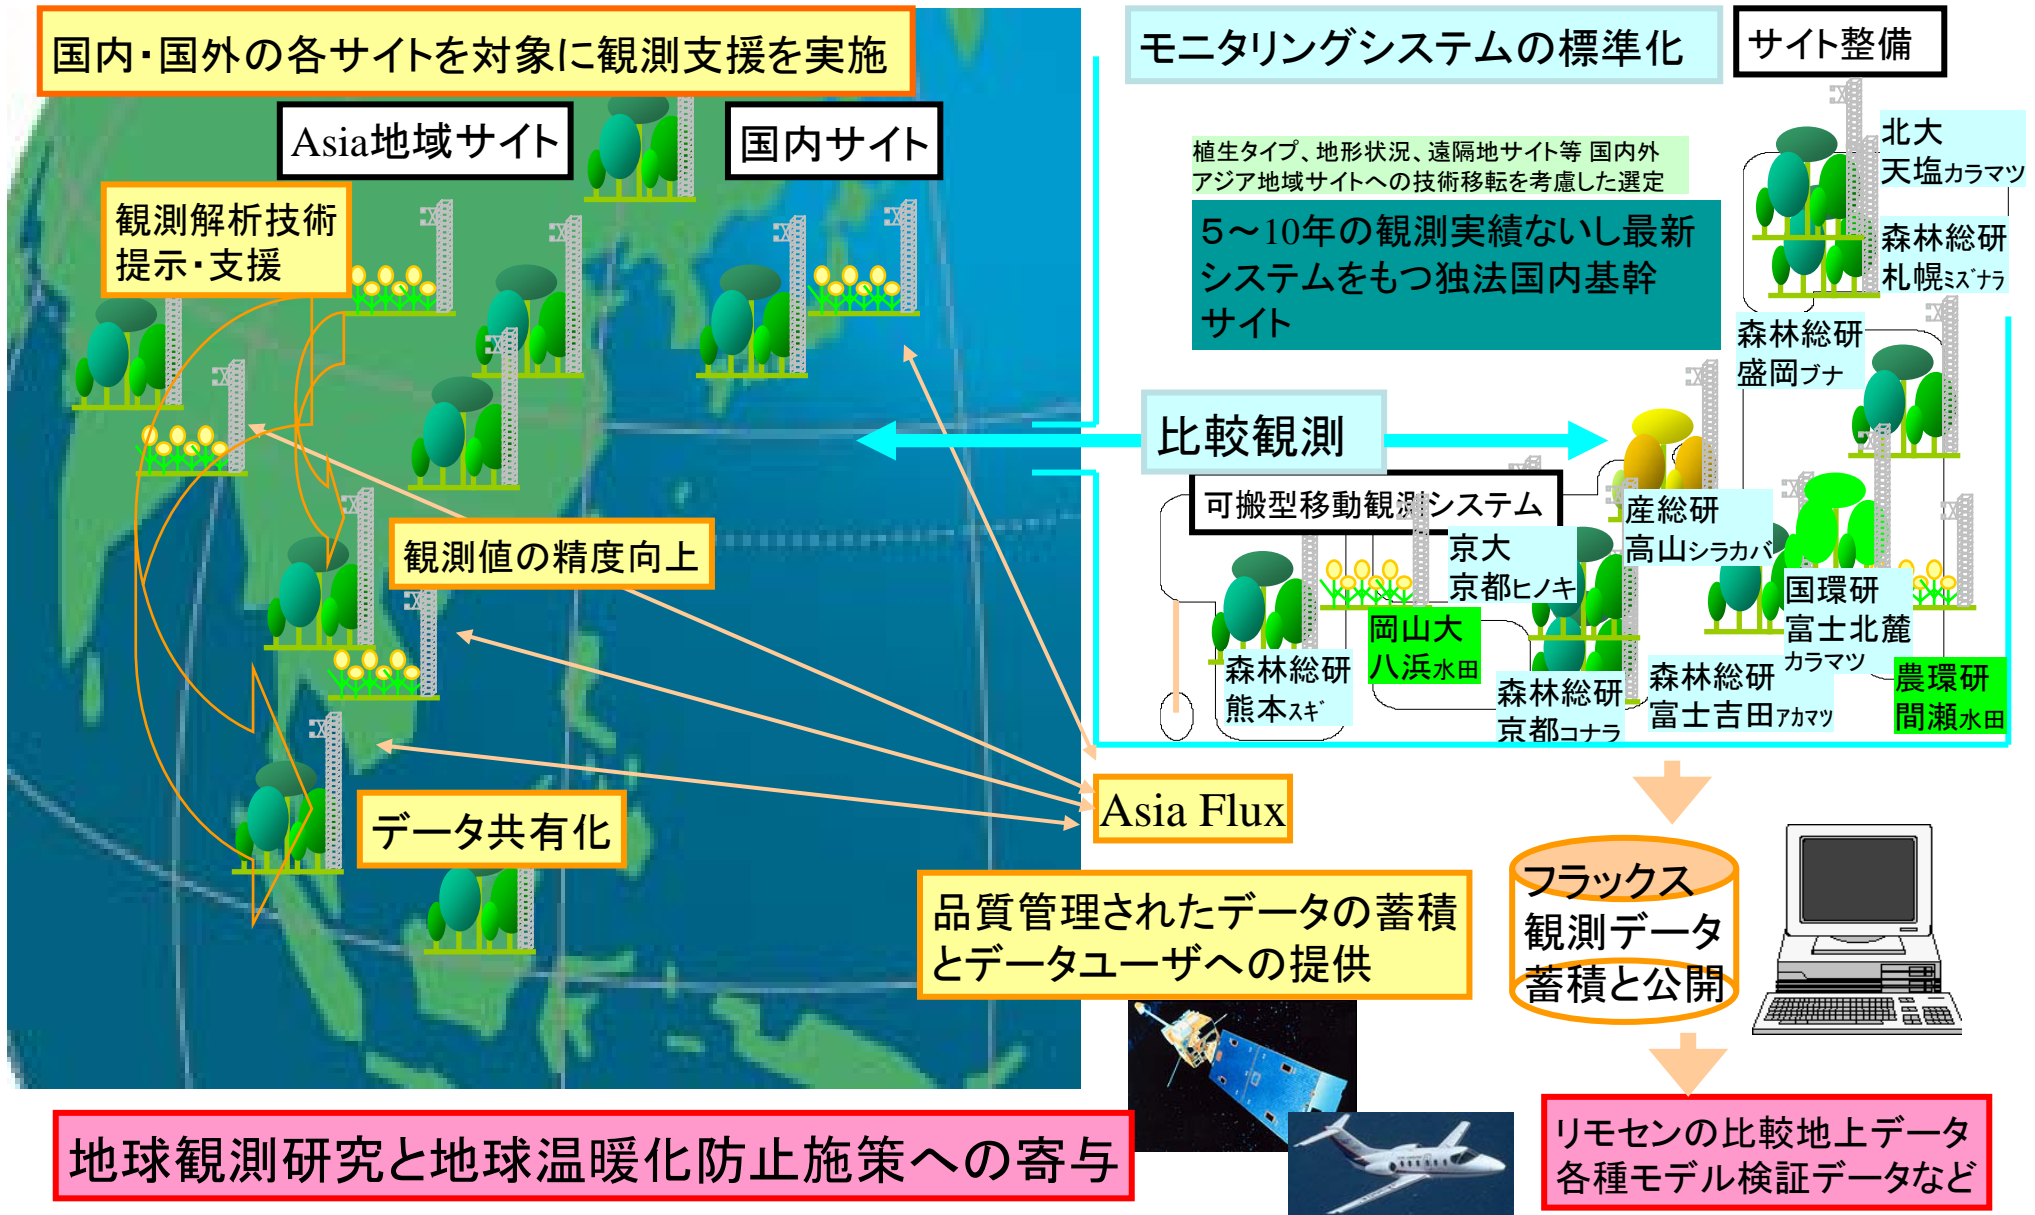 国内・国外の各サイトを対象に観測支援を実施
Asia地域サイト
国内サイト
観測解析技術
提示・支援
観測値の精度向上
データ共有化
モニタリングシステムの標準化
サイト整備
植生タイプ、地形状況、遠隔地サイト等 国内外
アジア地域サイトへの技術移転を考慮した選定
５～10年の観測実績ないし最新
システムをもつ独法国内基幹
サイト
北大
天塩カラマツ
森林総研
札幌ﾐｽﾞﾅﾗ
森林総研
盛岡ブナ
比較観測
可搬型移動観測システム
産総研
高山シラカバ
京大
京都ヒノキ
国環研
富士北麓
カラマツ
岡山大
八浜水田
森林総研
熊本ｽｷﾞ
森林総研
京都コナラ
森林総研
富士吉田アカマツ
農環研
間瀬水田
Asia Flux
品質管理されたデータの蓄積
とデータユーザへの提供
フラックス
観測データ
蓄積と公開
地球観測研究と地球温暖化防止施策への寄与
リモセンの比較地上データ
各種モデル検証データなど